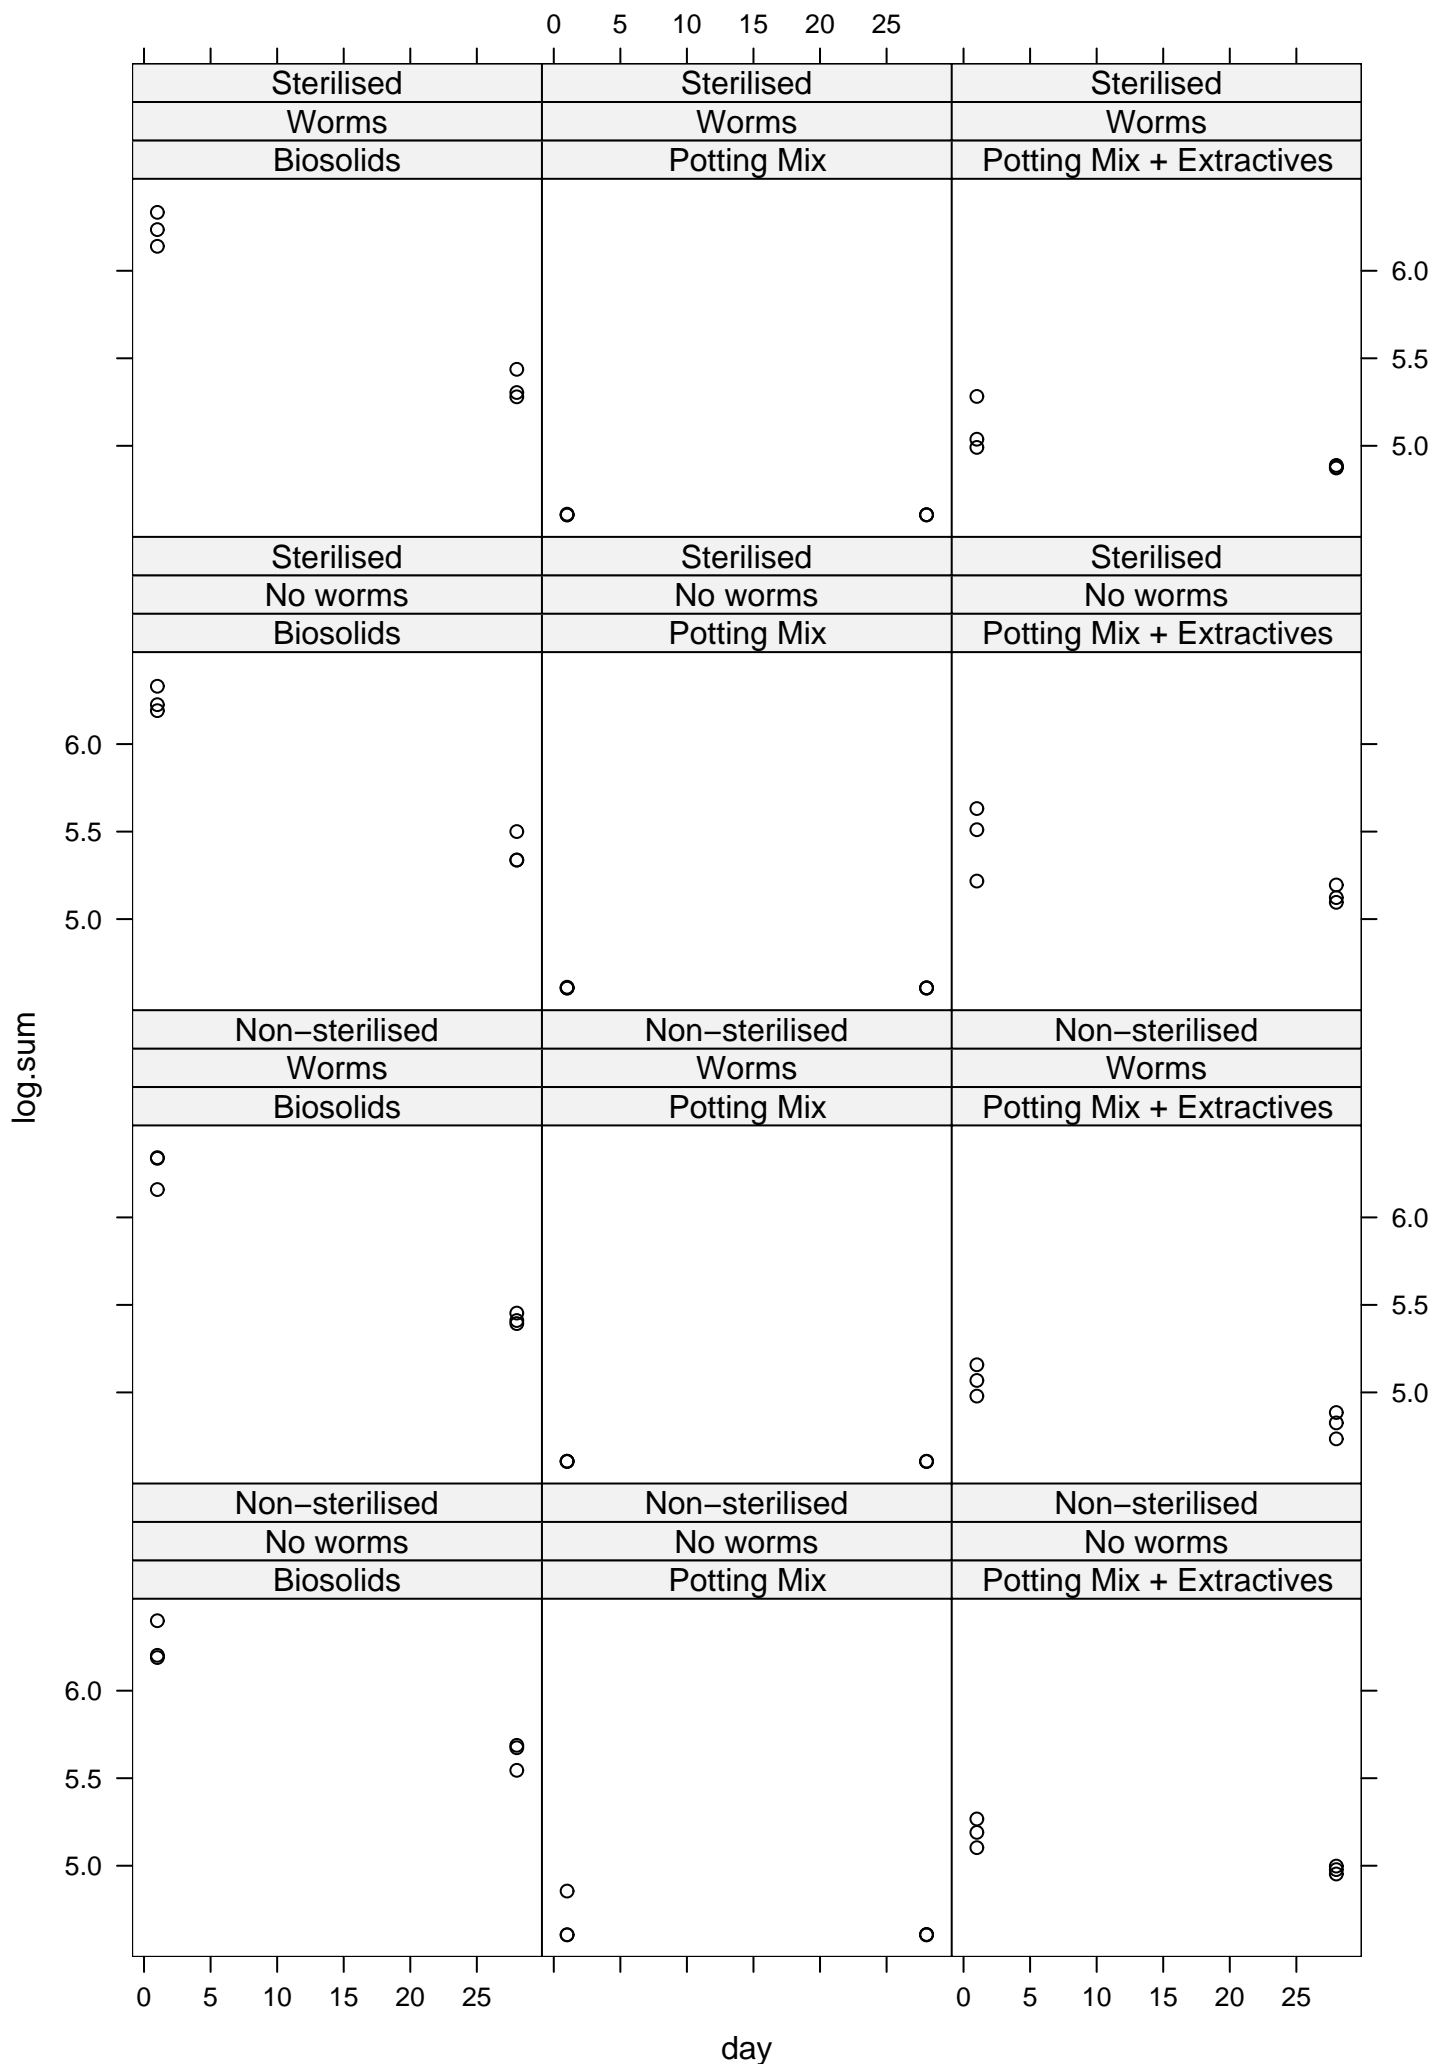 0 5 10 15 20 25
Sterilised Sterilised Sterilised
Worms Worms Worms
Biosolids Potting Mix Potting Mix + Extractives
6.0
5.5
5.0
Sterilised Sterilised Sterilised
No worms No worms No worms
Biosolids Potting Mix Potting Mix + Extractives
6.0
5.5
5.0
log.sum
Non−sterilised Non−sterilised Non−sterilised
Worms Worms Worms
Biosolids Potting Mix Potting Mix + Extractives
6.0
5.5
5.0
Non−sterilised Non−sterilised Non−sterilised
No worms No worms No worms
Biosolids Potting Mix Potting Mix + Extractives
6.0
5.5
5.0
0 5 10 15 20 25 0 5 10 15 20 25
day